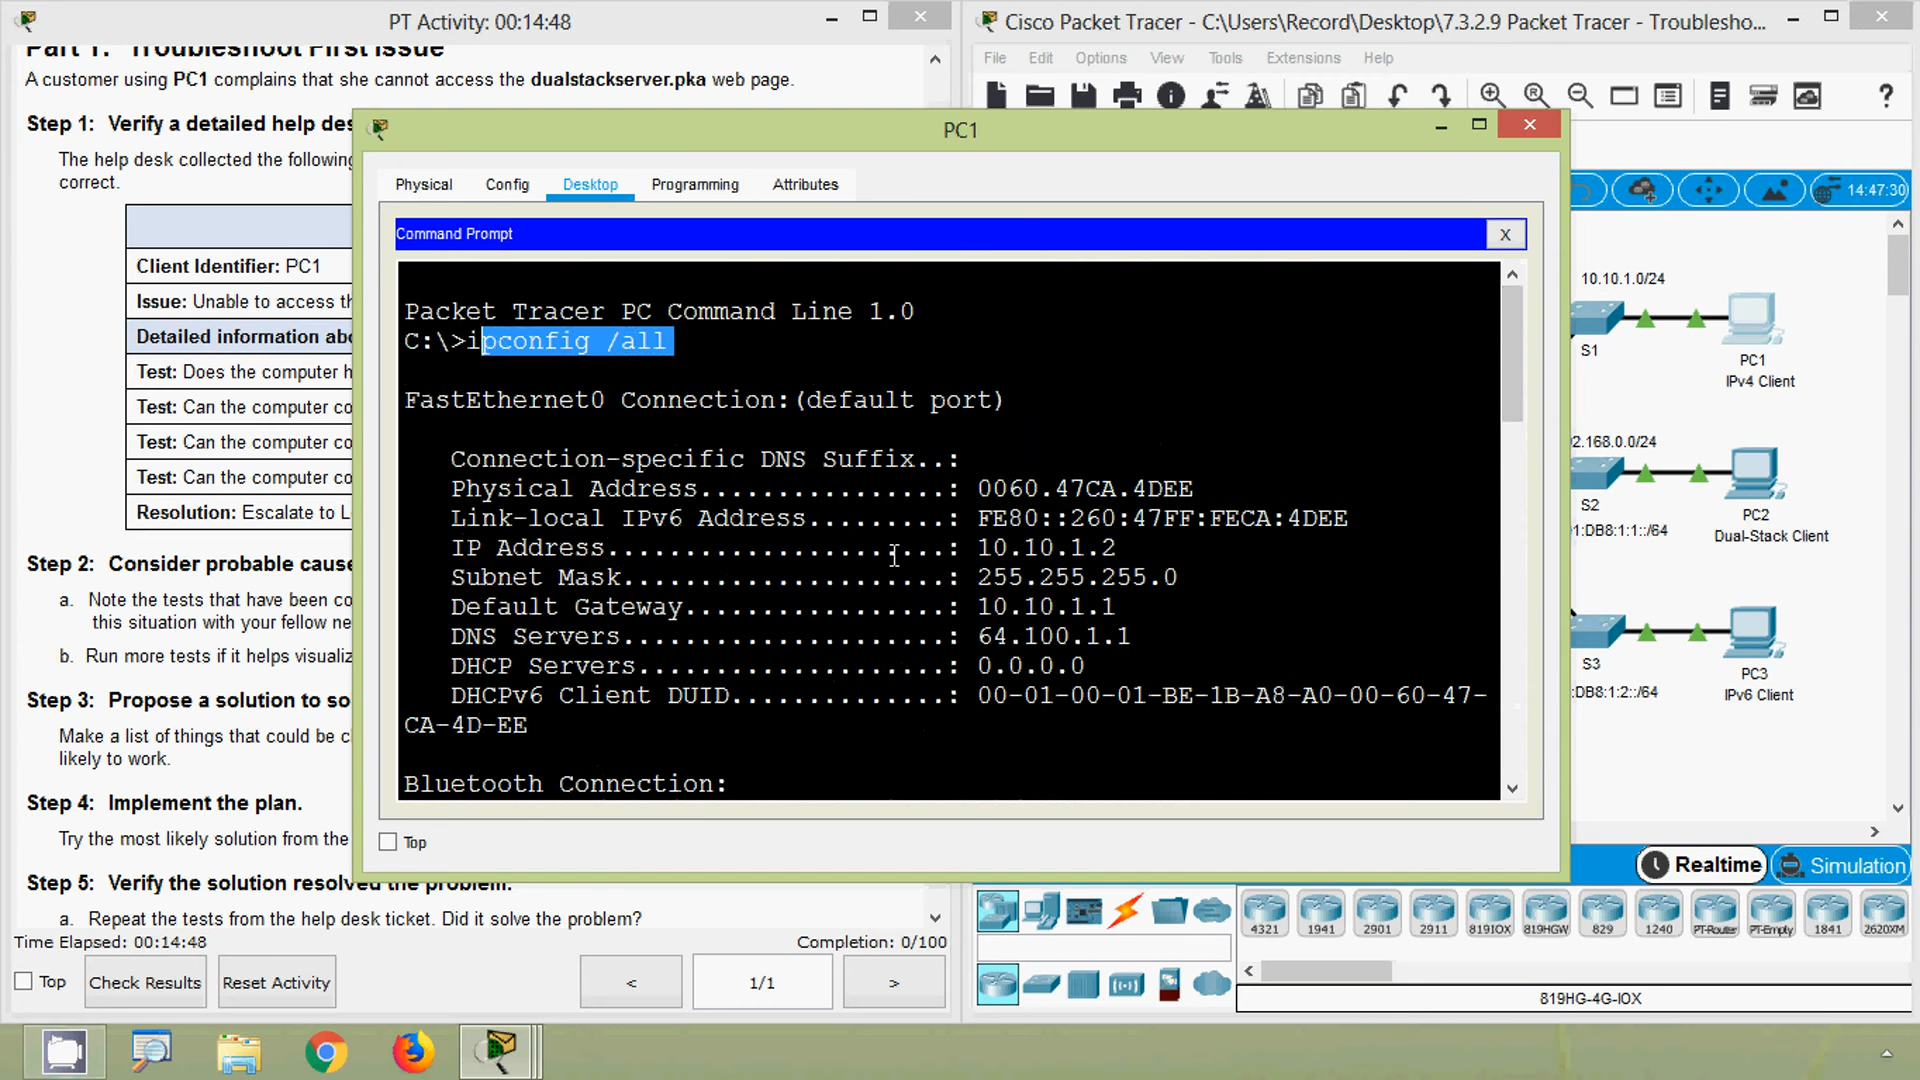 PT Activity: 00:14:48
Part 1: Troubleshoot First Issue
A customer using PC1 complains that she cannot access the dualstackserver.pka web page.
Step 1: Verify a detailed help des
The help desk collected the following
correct.
Client Identifier: PC1
Issue: Unable to access th
Detailed information abo
Test: Does the computer h
Test: Can the computer co
Test: Can the computer co
Test: Can the computer co
Resolution: Escalate to L
Step 2: Consider probable cause
a. Note the tests that have been co
this situation with your fellow ne
b. Run more tests if it helps visualiz
Step 3: Propose a solution to so
Make a list of things that could be c
likely to work.
Step 4: Implement the plan.
Try the most likely solution from the
Step 5: Verify the solution resolved the problem.
a. Repeat the tests from the help desk ticket. Did it solve the problem?
Time Elapsed: 00:14:48
Completion: 0/100
Top
Check Results
Reset Activity
<
1/1
>
Cisco Packet Tracer - C:\Users\Record\Desktop\7.3.2.9 Packet Tracer - Troublesho...
File Edit Options View Tools Extensions Help
14:47:30
PC1
Physical Config Desktop Programming Attributes
Command Prompt
X
Packet Tracer PC Command Line 1.0
C:\>ipconfig /all
FastEthernet0 Connection:(default port)
Connection-specific DNS Suffix..:
Physical Address................: 0060.47CA.4DEE
Link-local IPv6 Address.........: FE80::260:47FF:FECA:4DEE
IP Address......................: 10.10.1.2
Subnet Mask.....................: 255.255.255.0
Default Gateway.................: 10.10.1.1
DNS Servers.....................: 64.100.1.1
DHCP Servers....................: 0.0.0.0
DHCPv6 Client DUID..............: 00-01-00-01-BE-1B-A8-A0-00-60-47-
CA-4D-EE
Bluetooth Connection:
Top
10.10.1.0/24
S1
PC1
IPv4 Client
2.168.0.0/24
S2
PC2
1:DB8:1:1::/64
Dual-Stack Client
S3
PC3
:DB8:1:2::/64
IPv6 Client
Realtime
Simulation
4321 1941 2901 2911 819IOX 819HGW 829 1240 PT-Router PT-Empty 1841 2620XM
819HG-4G-IOX